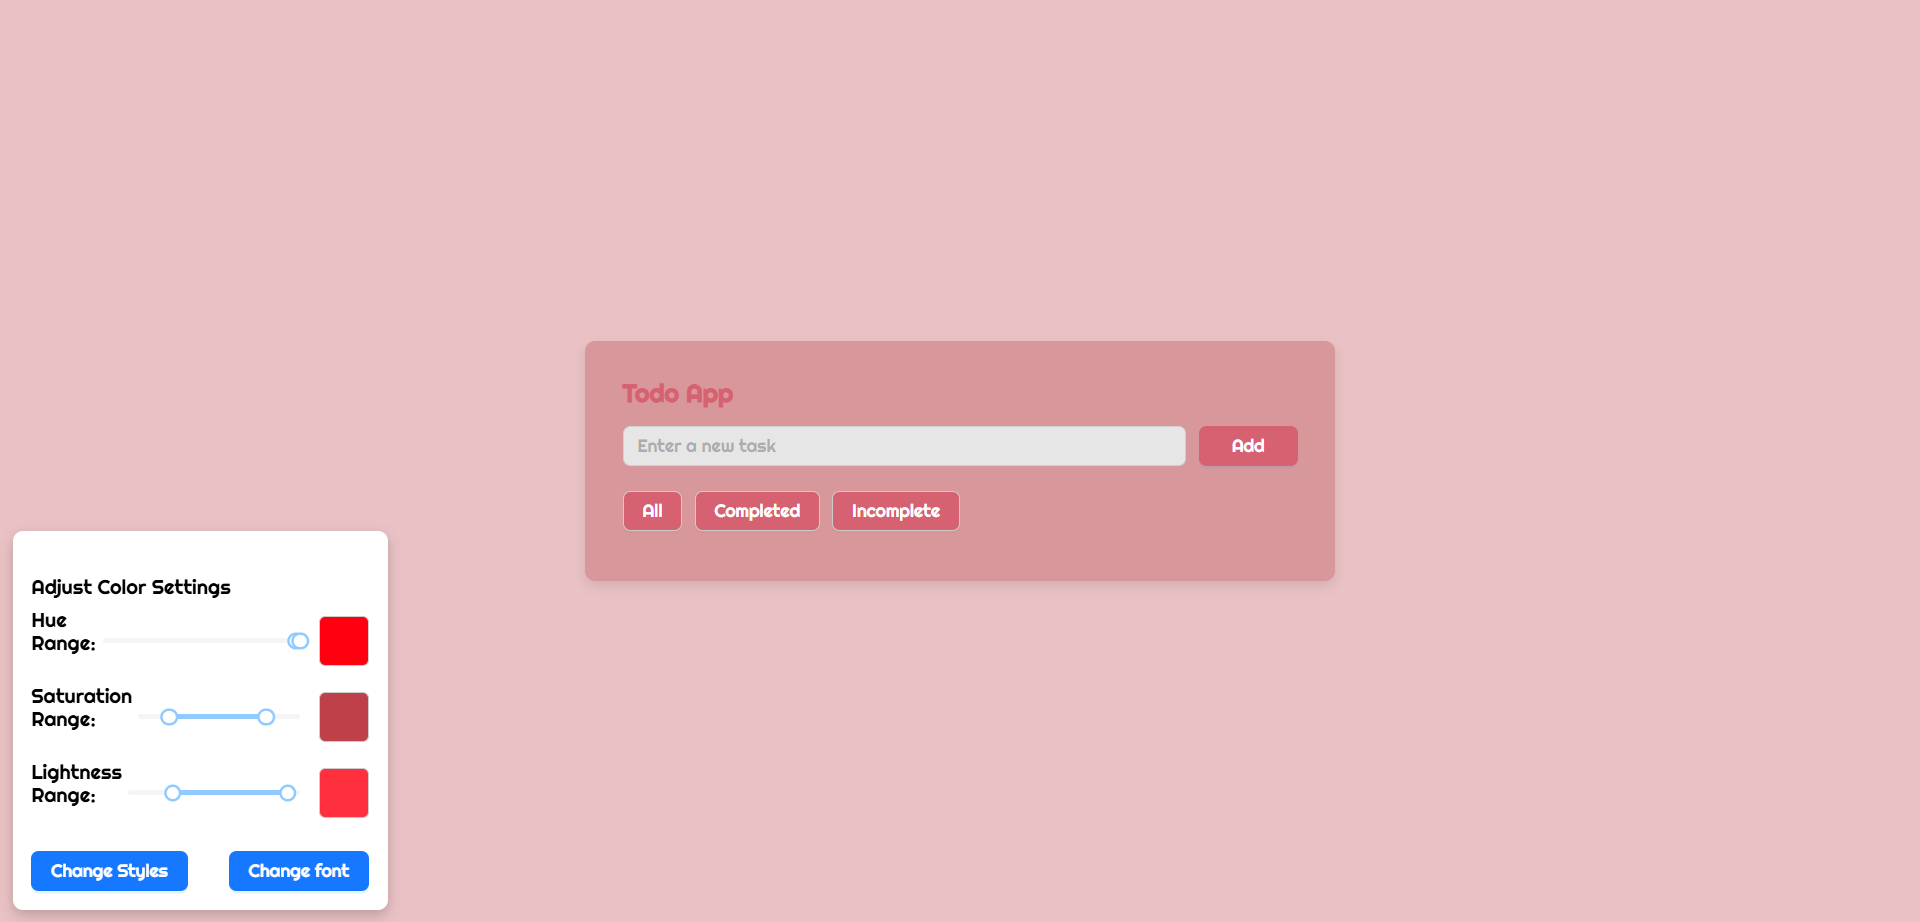 Todo App
Enter a new task
Add
All
Completed
Incomplete
Adjust Color Settings
Hue
Range:
Saturation
Range:
Lightness
Range:
Change Styles
Change font